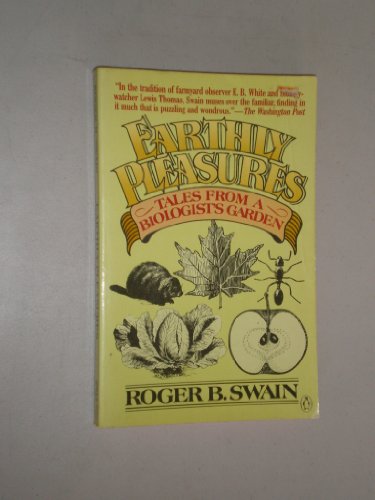 "In the tradition of farmyard observer E. B. White and
watcher Lewis Thomas, Swain muses over the familiar, finding in
it much that is puzzling and wondrous."—The Washington Post
EARTHLY
PLEASURES
TALES FROM A
BIOLOGIST'S GARDEN
ROGER B. SWAIN